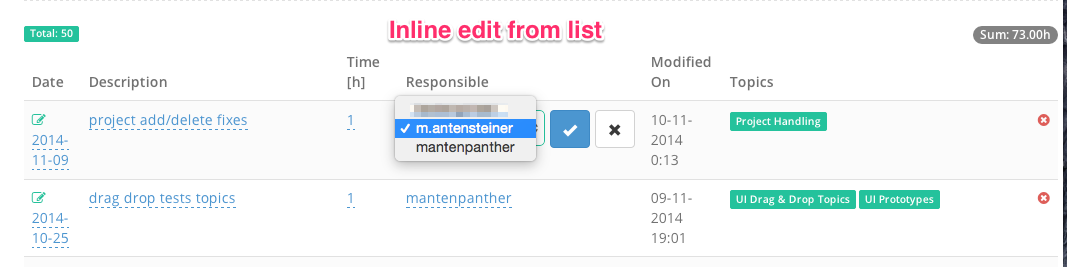 Total: 50
Inline edit from list
Sum: 73.00h
Date
Description
Time
[h]
Responsible
Modified
On
Topics
2014-
11-09
project add/delete fixes
1
m.antensteiner
mantenpanther
10-11-
2014
0:13
Project Handling
2014-
10-25
drag drop tests topics
1
mantenpanther
09-11-
2014
19:01
UI Drag & Drop Topics
UI Prototypes